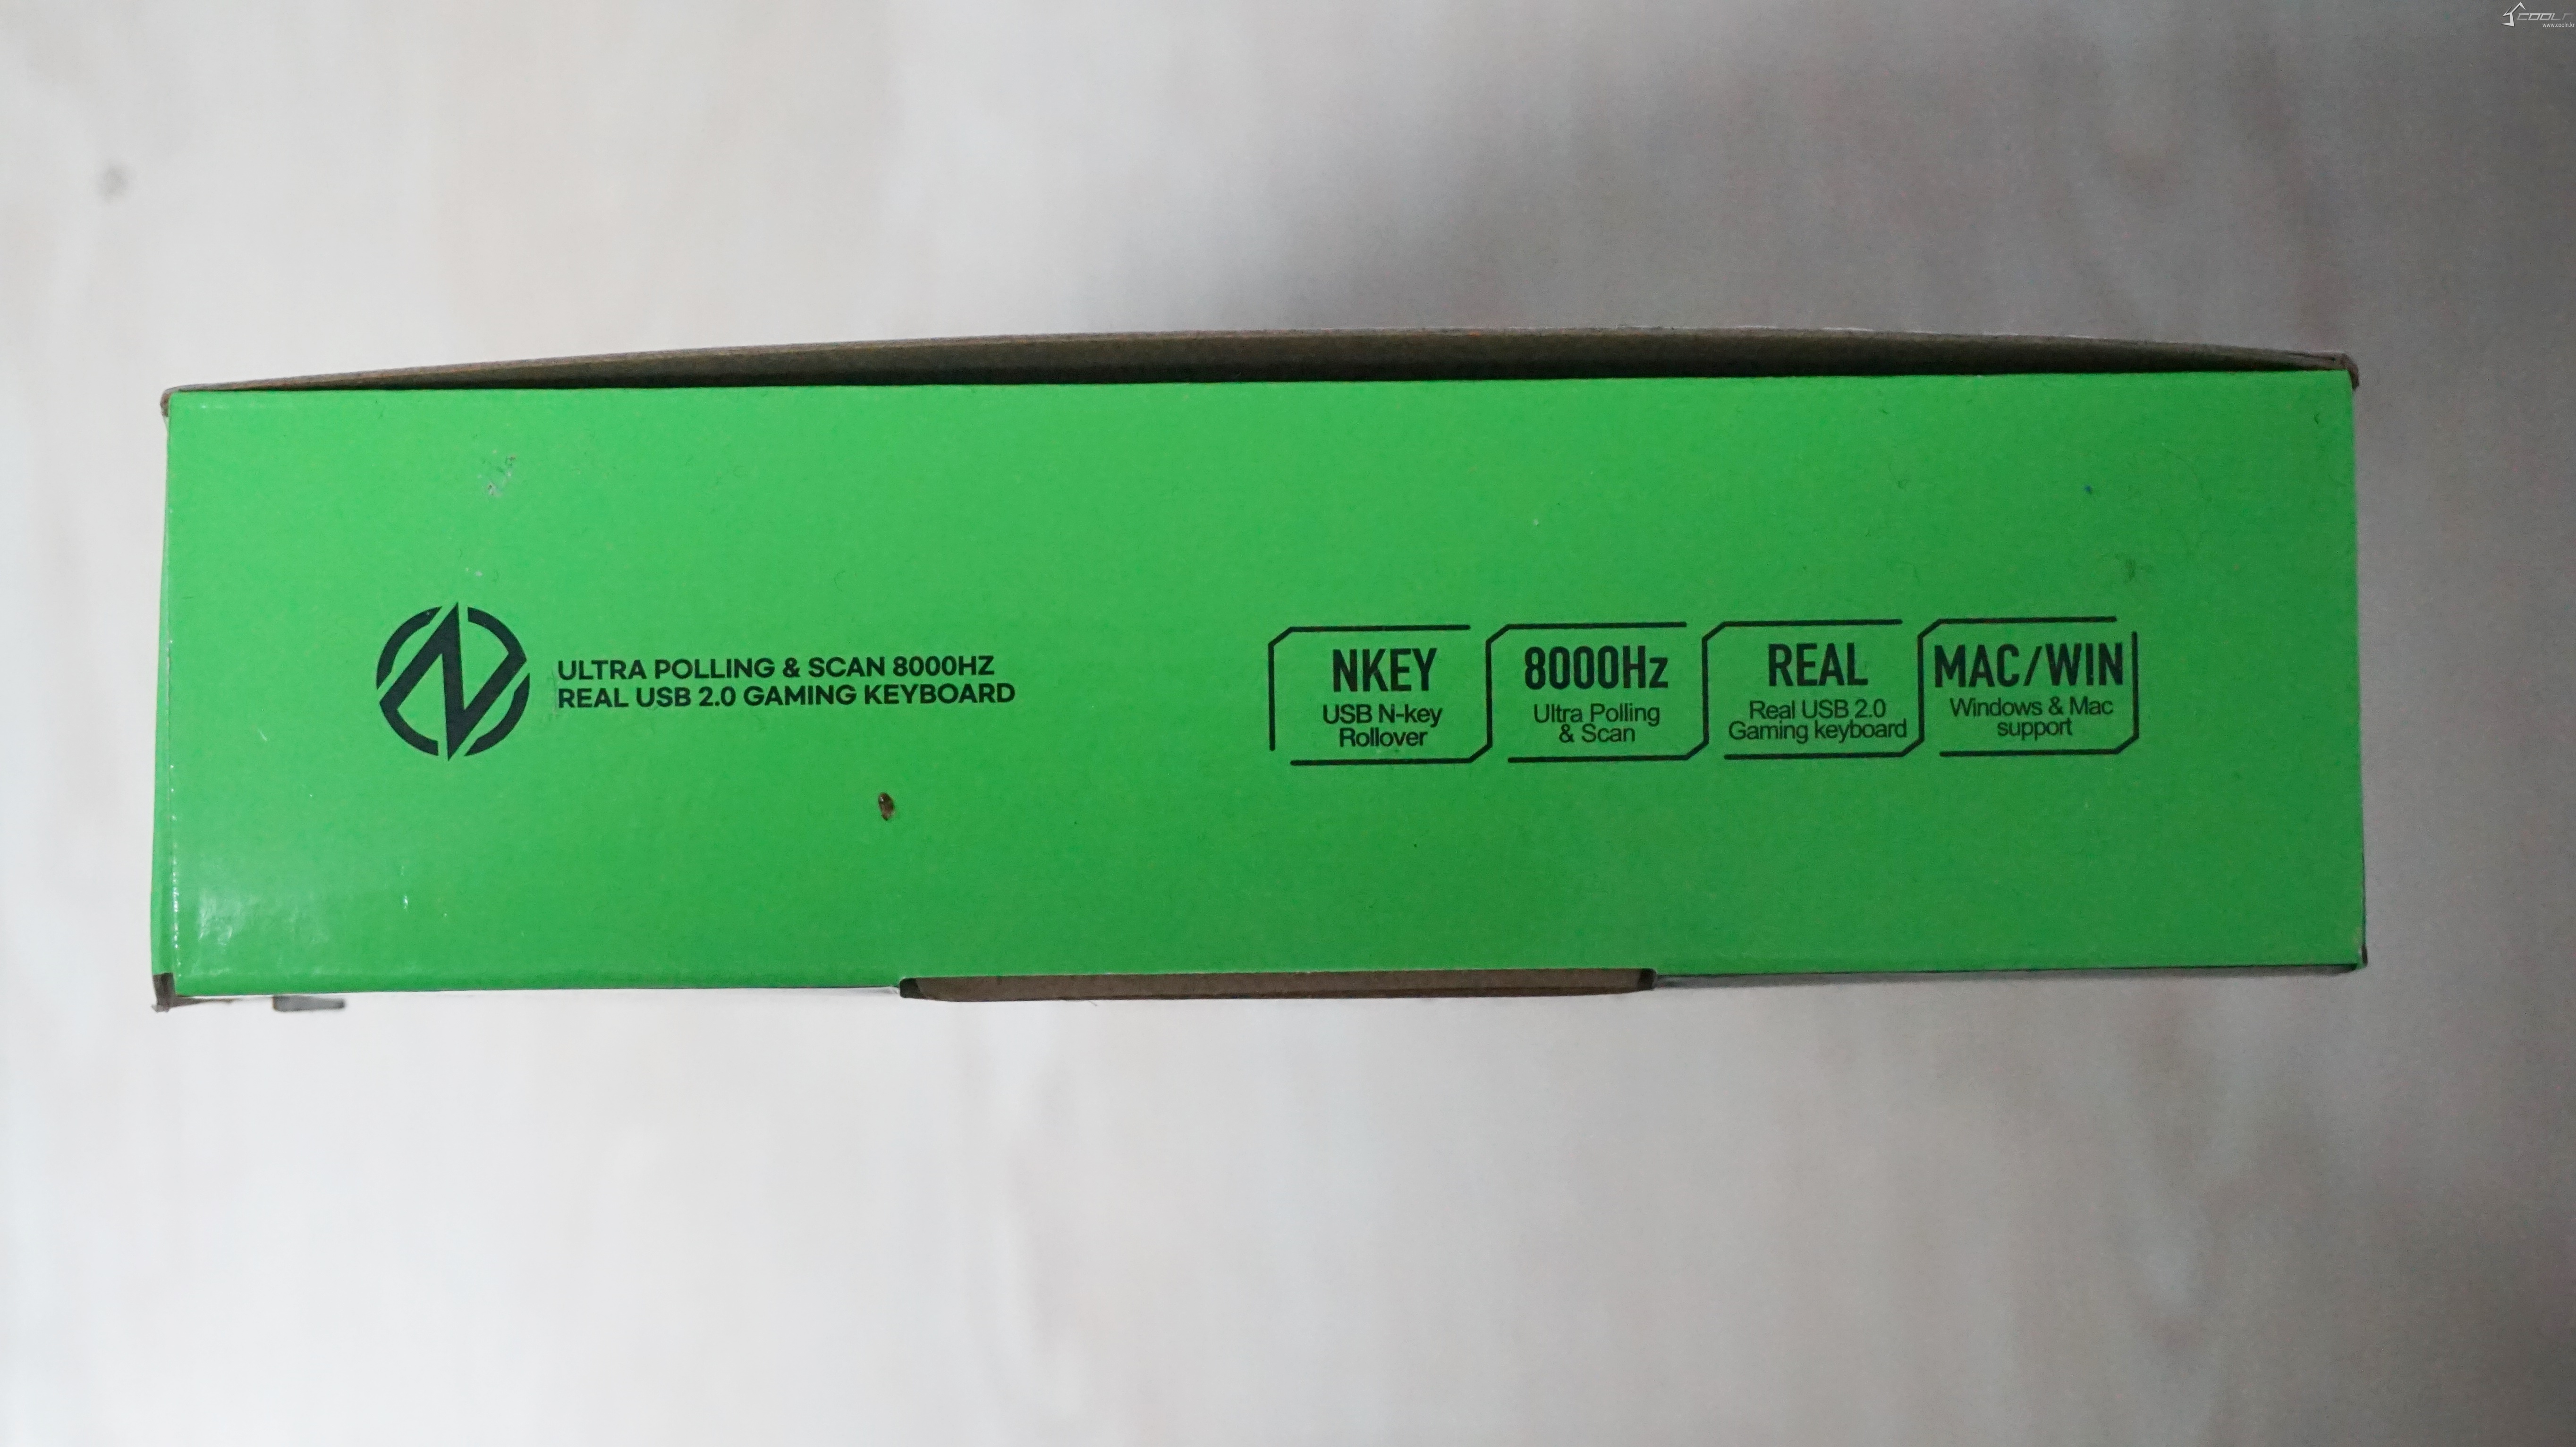 ULTRA POLLING & SCAN 8000HZ
REAL USB 2.0 GAMING KEYBOARD
NKEY
USB N-key
Rollover
8000Hz
Ultra Polling
& Scan
REAL
Real USB 2.0
Gaming keyboard
MAC/WIN
Windows & Mac
support